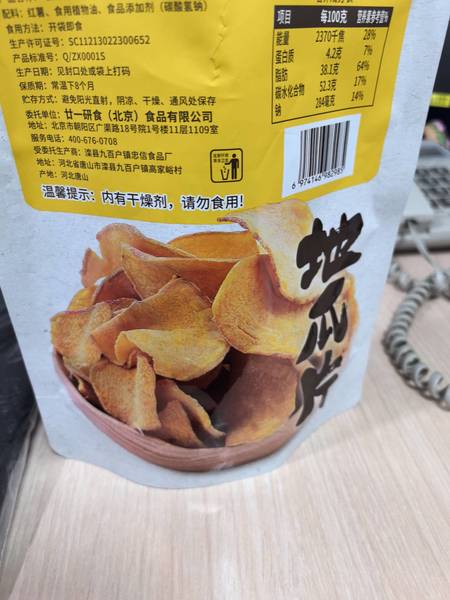 配料：红薯、食用植物油、食品添加剂（碳酸氢钠）
食用方法：开袋即食
生产许可证号：SC11213022300652
产品标准号：Q/ZX0001S
生产日期：见封口处或袋上打码
保质期：常温下8个月
贮存方式：避免阳光直射，阴凉、干燥、通风处保存
委托单位：廿一研食（北京）食品有限公司
地址：北京市朝阳区广渠路18号院1号楼11层1109室
服务电话：400-676-0708
受委托生产商：滦县九百户镇忠信食品厂
地址：河北省唐山市滦县九百户镇高家峪村
产地：河北唐山
温馨提示：内有干燥剂，请勿食用！
项目 每100克 营养素参考值%
能量 2370千焦 28%
蛋白质 4.2克 7%
脂肪 38.1克 64%
碳水化合物 52.3克 17%
钠 284毫克 14%
6 974146 982985
地瓜片